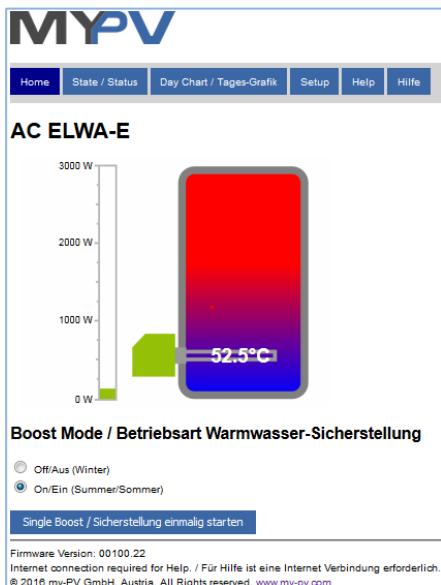 MYPV
Home State / Status Day Chart / Tages-Grafik Setup Help Hilfe
AC ELWA-E
3000 W
2000 W
1000 W
52.5°C
0 W
Boost Mode / Betriebsart Warmwasser-Sicherstellung
Off/Aus (Winter)
On/Ein (Summer/Sommer)
Single Boost / Sicherstellung einmalig starten
Firmware Version: 00100.22
Internet connection required for Help. / Für Hilfe ist eine Internet Verbindung erforderlich.
© 2016 my-PV GmbH, Austria. All Rights reserved. www.my-pv.com